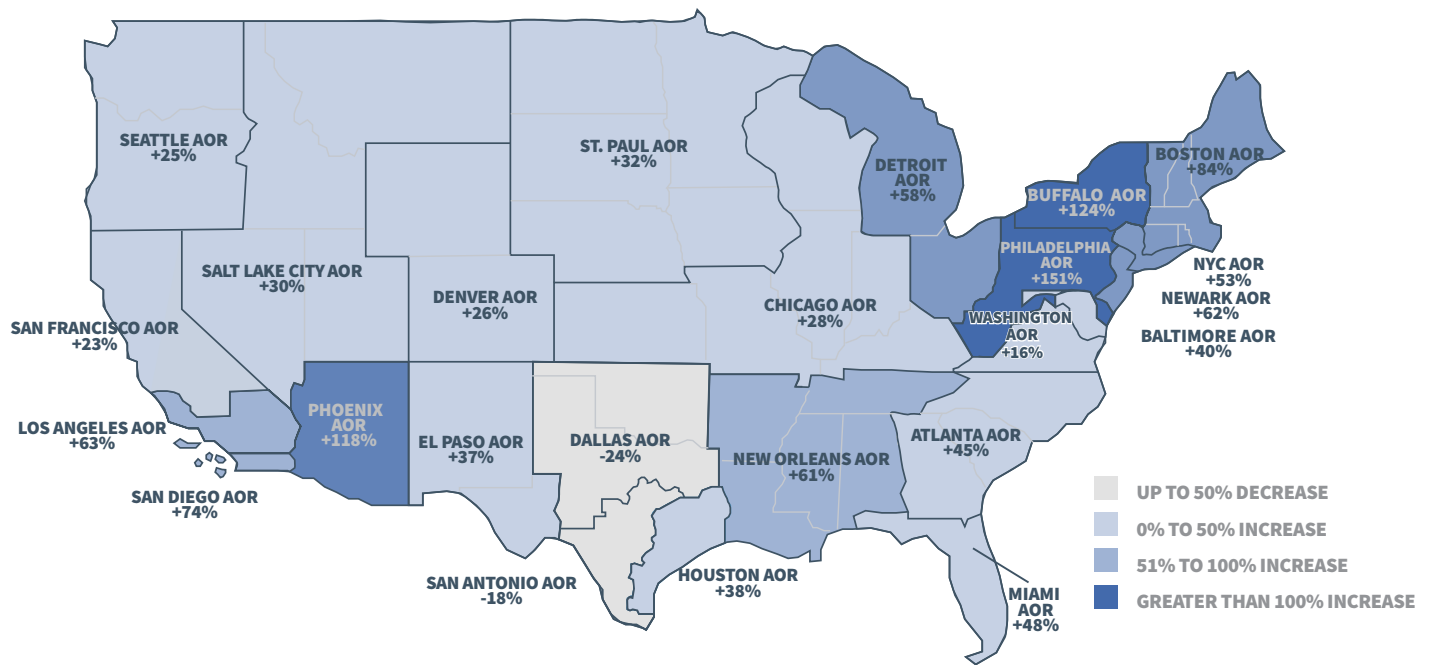 SEATTLE AOR
+25%
ST. PAUL AOR
+32%
DETROIT
AOR
+58%
BOSTON AOR
+84%
BUFFALO AOR
+124%
PHILADELPHIA
AOR
+151%
NYC AOR
+53%
NEWARK AOR
+62%
BALTIMORE AOR
+40%
SALT LAKE CITY AOR
+30%
DENVER AOR
+26%
CHICAGO AOR
+28%
WASHINGTON
AOR
+16%
SAN FRANCISCO AOR
+23%
LOS ANGELES AOR
+63%
PHOENIX
AOR
+118%
EL PASO AOR
+37%
DALLAS AOR
-24%
NEW ORLEANS AOR
+61%
ATLANTA AOR
+45%
SAN DIEGO AOR
+74%
SAN ANTONIO AOR
-18%
HOUSTON AOR
+38%
MIAMI
AOR
+48%
UP TO 50% DECREASE
0% TO 50% INCREASE
51% TO 100% INCREASE
GREATER THAN 100% INCREASE